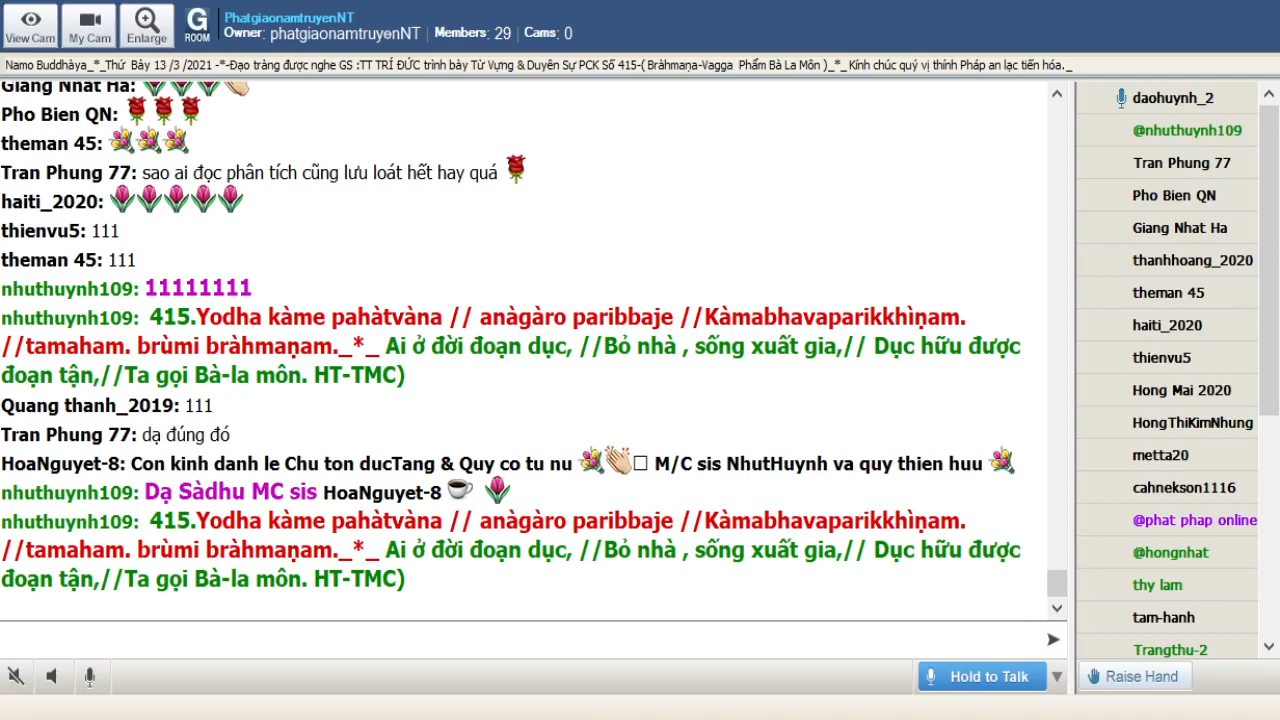 View Cam
My Cam
Enlarge
G
ROOM
PhatgiaonamtruyenNT
Owner: phatgiaonamtruyenNT | Members: 29 | Cams: 0
Namo Buddhàya_*_Thứ Bảy 13 /3 /2021 -*-Đạo tràng được nghe GS :TT TRÍ ĐỨC trình bày Từ Vựng & Duyên Sự PCK Số 415-( Bràhmaṇa-Vagga Phẩm Bà La Môn )_*_ Kính chúc quý vị thính Pháp an lạc tiến hóa._
Giang Nhat Ha:
Pho Bien QN:
theman 45:
Tran Phung 77: sao ai đọc phân tích cũng lưu loát hết hay quá
haiti_2020:
thienvu5: 111
theman 45: 111
nhuthuynh109: 11111111
nhuthuynh109: 415.Yodha kàme pahàtvàna // anàgàro paribbaje //Kàmabhavaparikkhìṇam.
//tamaham. brùmi bràhmaṇam._*_ Ai ở đời đoạn dục, //Bỏ nhà , sống xuất gia,// Dục hữu được
đoạn tận,//Ta gọi Bà-la môn. HT-TMC)
Quang thanh_2019: 111
Tran Phung 77: dạ đúng đó
HoaNguyet-8: Con kinh danh le Chu ton ducTang & Quy co tu nu M/C sis NhutHuynh va quy thien huu
nhuthuynh109: Dạ Sàdhu MC sis HoaNguyet-8
nhuthuynh109: 415.Yodha kàme pahàtvàna // anàgàro paribbaje //Kàmabhavaparikkhìṇam.
//tamaham. brùmi bràhmaṇam._*_ Ai ở đời đoạn dục, //Bỏ nhà , sống xuất gia,// Dục hữu được
đoạn tận,//Ta gọi Bà-la môn. HT-TMC)
Hold to Talk
daohuynh_2
@nhuthuynh109
Tran Phung 77
Pho Bien QN
Giang Nhat Ha
thanhhoang_2020
theman 45
haiti_2020
thienvu5
Hong Mai 2020
HongThiKimNhung
metta20
cahnekson1116
@phat phap online
@hongnhat
thy lam
tam-hanh
Trangthu-2
Raise Hand